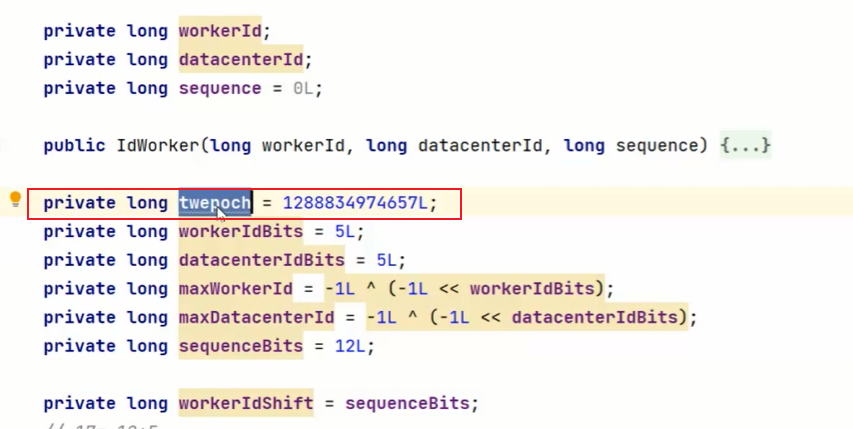 private long workerId;
private long datacenterId;
private long sequence = 0L;
public IdWorker(long workerId, long datacenterId, long sequence) {...}
private long twepoch = 1288834974657L;
private long workerIdBits = 5L;
private long datacenterIdBits = 5L;
private long maxWorkerId = -1L ^ (-1L << workerIdBits);
private long maxDatacenterId = -1L ^ (-1L << datacenterIdBits);
private long sequenceBits = 12L;
private long workerIdShift = sequenceBits;